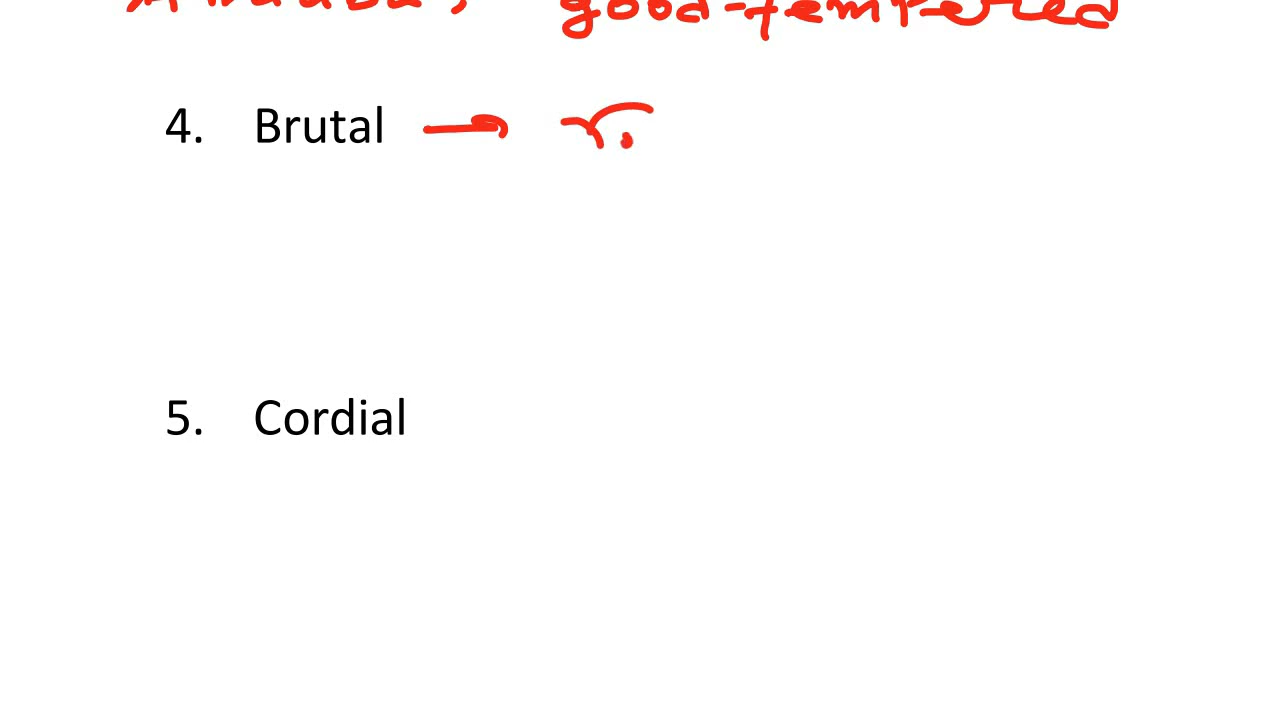 good-tempered
4. Brutal →
5. Cordial